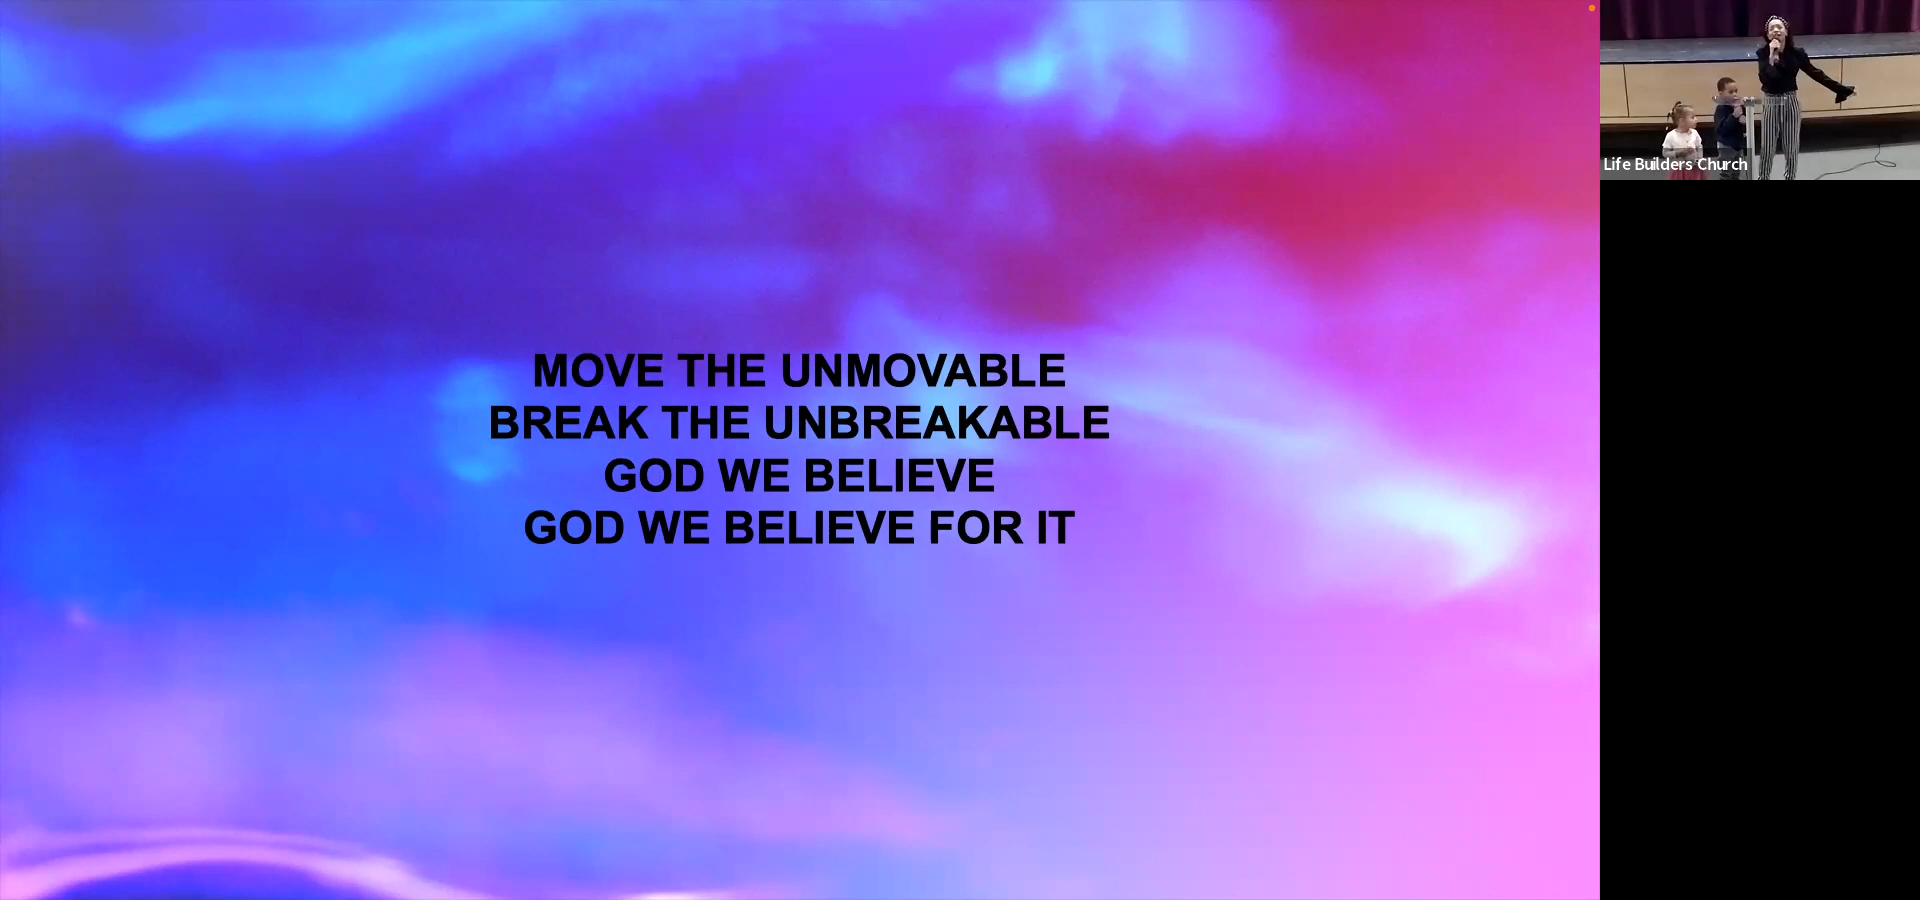 MOVE THE UNMOVABLE
BREAK THE UNBREAKABLE
GOD WE BELIEVE
GOD WE BELIEVE FOR IT
Life Builders Church